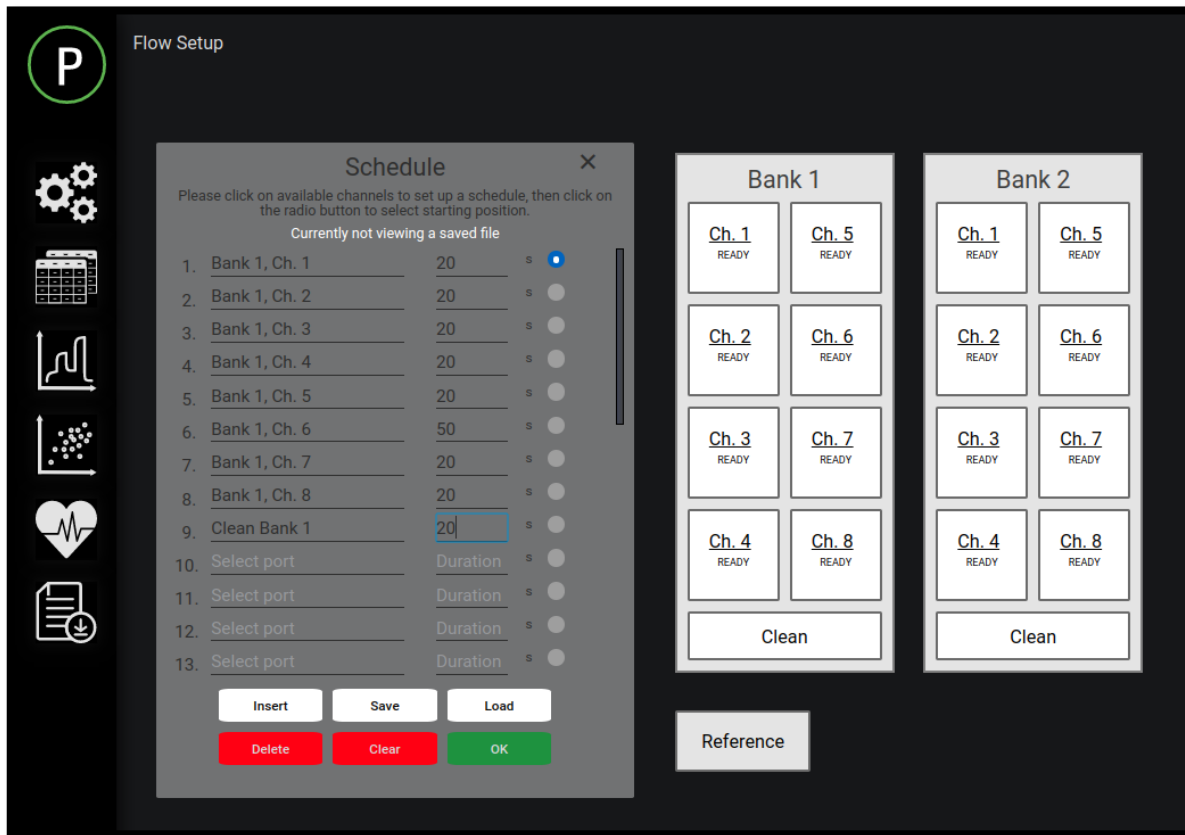 P
Flow Setup
Schedule
Please click on available channels to set up a schedule, then click on
the radio button to select starting position.
Currently not viewing a saved file
1. Bank 1, Ch. 1 20 s
2. Bank 1, Ch. 2 20 s
3. Bank 1, Ch. 3 20 s
4. Bank 1, Ch. 4 20 s
5. Bank 1, Ch. 5 20 s
6. Bank 1, Ch. 6 50 s
7. Bank 1, Ch. 7 20 s
8. Bank 1, Ch. 8 20 s
9. Clean Bank 1 20 s
10. Select port Duration s
11. Select port Duration s
12. Select port Duration s
13. Select port Duration s
Insert Save Load
Delete Clear OK
Bank 1
Ch. 1 Ch. 5
READY READY
Ch. 2 Ch. 6
READY READY
Ch. 3 Ch. 7
READY READY
Ch. 4 Ch. 8
READY READY
Clean
Bank 2
Ch. 1 Ch. 5
READY READY
Ch. 2 Ch. 6
READY READY
Ch. 3 Ch. 7
READY READY
Ch. 4 Ch. 8
READY READY
Clean
Reference